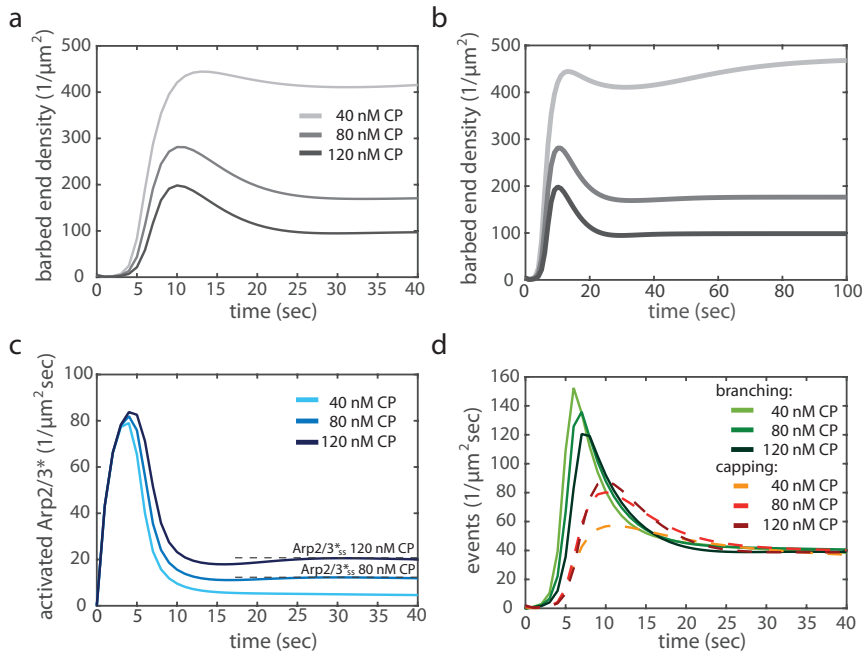 a
barbed end density (1/μm²)
500
400
300
200
100
0
40 nM CP
80 nM CP
120 nM CP
0 5 10 15 20 25 30 35 40
time (sec)
b
barbed end density (1/μm²)
500
400
300
200
100
0
0 20 40 60 80 100
time (sec)
c
activated Arp2/3* (1/μm² sec)
100
80
60
40
20
0
40 nM CP
80 nM CP
120 nM CP
Arp2/3*ss 120 nM CP
Arp2/3*ss 80 nM CP
0 5 10 15 20 25 30 35 40
time (sec)
d
events (1/μm²sec)
160
140
120
100
80
60
40
20
0
branching:
40 nM CP
80 nM CP
120 nM CP
capping:
40 nM CP
80 nM CP
120 nM CP
0 5 10 15 20 25 30 35 40
time (sec)